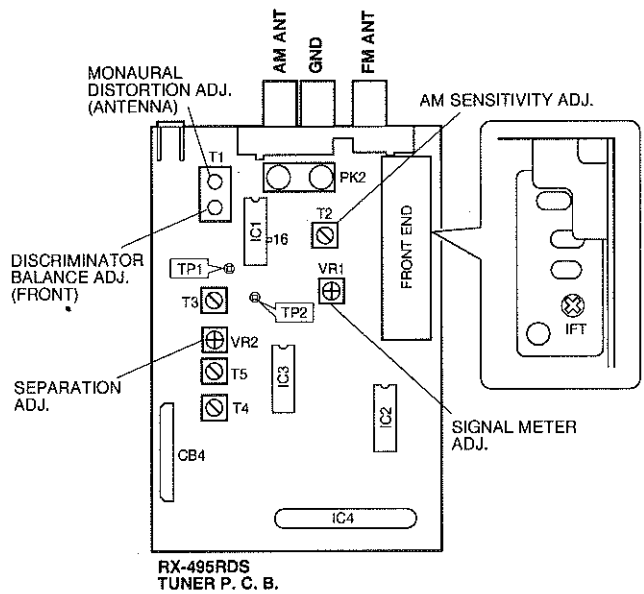 AM ANT
GND
FM ANT
MONAURAL
DISTORTION ADJ.
(ANTENNA)
AM SENSITIVITY ADJ.
T1
PK2
IC1
16
T2
FRONT END
DISCRIMINATOR
BALANCE ADJ.
(FRONT)
TP1
VR1
T3
TP2
IFT
VR2
SEPARATION
ADJ.
T5
IC3
T4
IC2
SIGNAL METER
ADJ.
CB4
IC4
RX-495RDS
TUNER P. C. B.